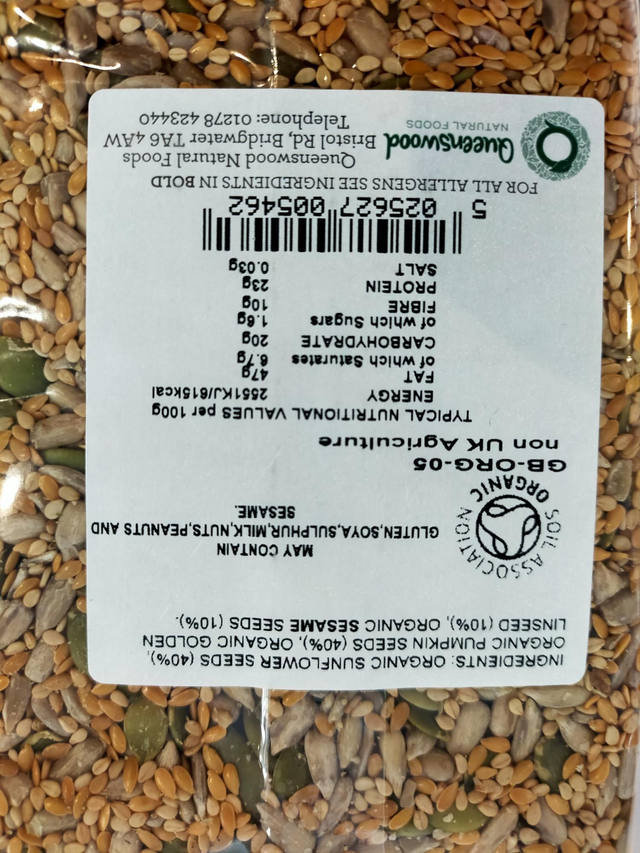 INGREDIENTS: ORGANIC SUNFLOWER SEEDS (40%),
ORGANIC PUMPKIN SEEDS (40%), ORGANIC GOLDEN
LINSEED (10%), ORGANIC SESAME SEEDS (10%).
SOIL ASSOCIATION
ORGANIC
MAY CONTAIN
GLUTEN,SOYA,SULPHUR,MILK,NUTS,PEANUTS AND
SESAME.
GB-ORG-05
non UK Agriculture
TYPICAL NUTRITIONAL VALUES per 100g
ENERGY 2551KJ/615kcal
FAT 47g
of which Saturates 6.7g
CARBOHYDRATE 20g
of which Sugars 1.6g
FIBRE 10g
PROTEIN 23g
SALT 0.03g
5 025627 005462
FOR ALL ALLERGENS SEE INGREDIENTS IN BOLD
Queenswood
NATURAL FOODS
Queenswood Natural Foods
Bristol Rd, Bridgwater TA6 4AW
Telephone: 01278 423440